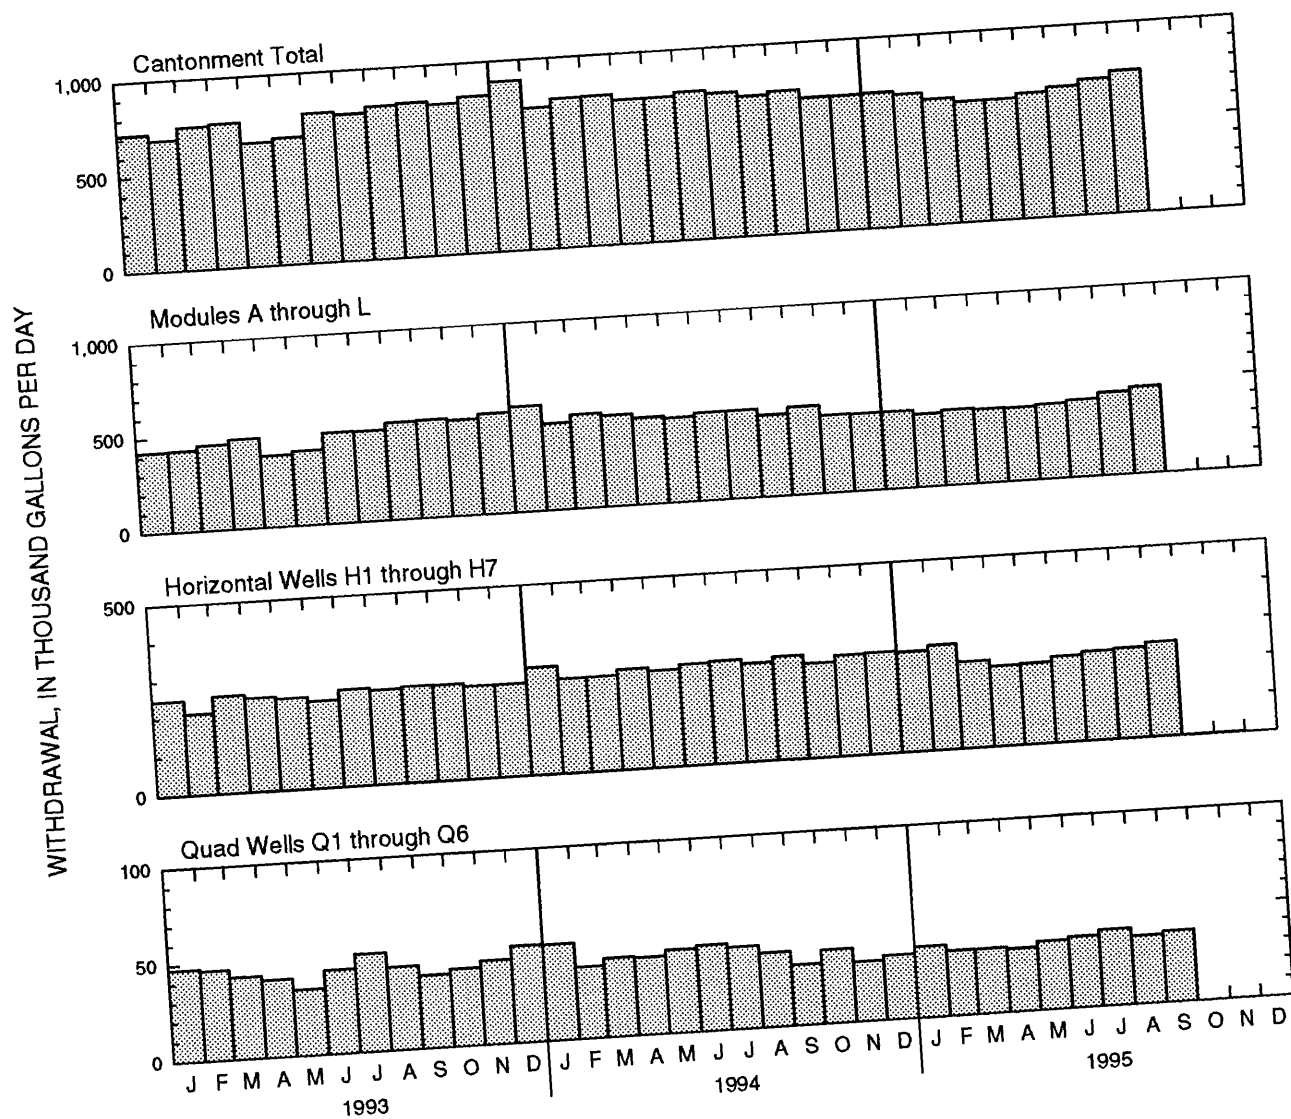 WITHDRAWAL, IN THOUSAND GALLONS PER DAY
Cantonment Total
1,000
500
0
Modules A through L
1,000
500
0
Horizontal Wells H1 through H7
500
0
Quad Wells Q1 through Q6
100
50
0
J F M A M J J A S O N D J F M A M J J A S O N D J F M A M J J A S O N D
1993 1994 1995